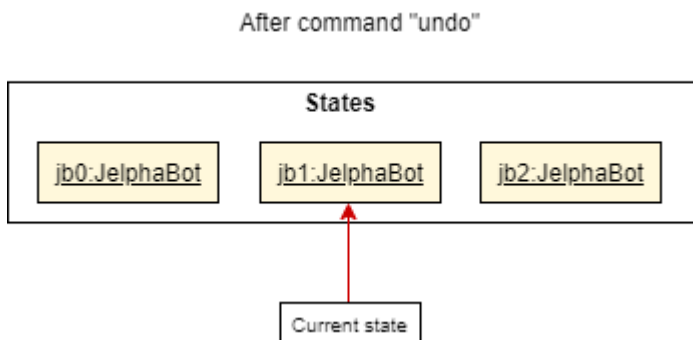 After command "undo"
States
jb0:JelphaBot
jb1:JelphaBot
jb2:JelphaBot
Current state